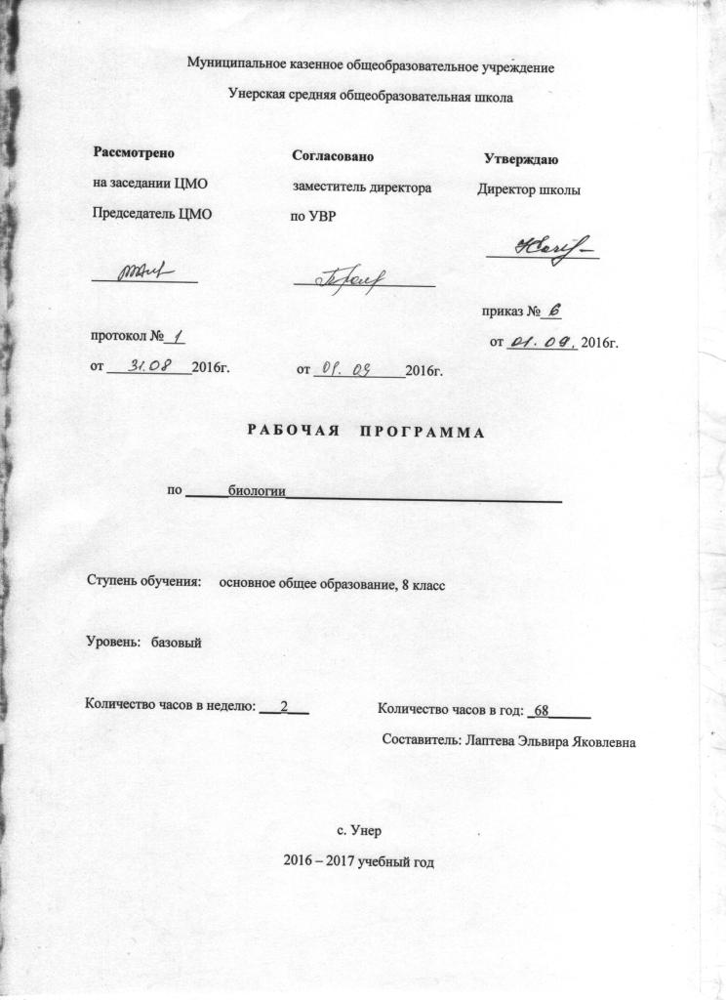 Муниципальное казенное общеобразовательное учреждение
Унерская средняя общеобразовательная школа
Рассмотрено
на заседании ЦМО
Председатель ЦМО
протокол № 1
от 31.08 2016г.
Согласовано
заместитель директора
по УВР
от 01. 09 2016г.
Утверждаю
Директор школы
приказ № 6
от 01. 09. 2016г.
РАБОЧАЯ ПРОГРАММА
по биологии
Ступень обучения: основное общее образование, 8 класс
Уровень: базовый
Количество часов в неделю: 2 Количество часов в год: 68
Составитель: Лаптева Эльвира Яковлевна
с. Унер
2016 – 2017 учебный год